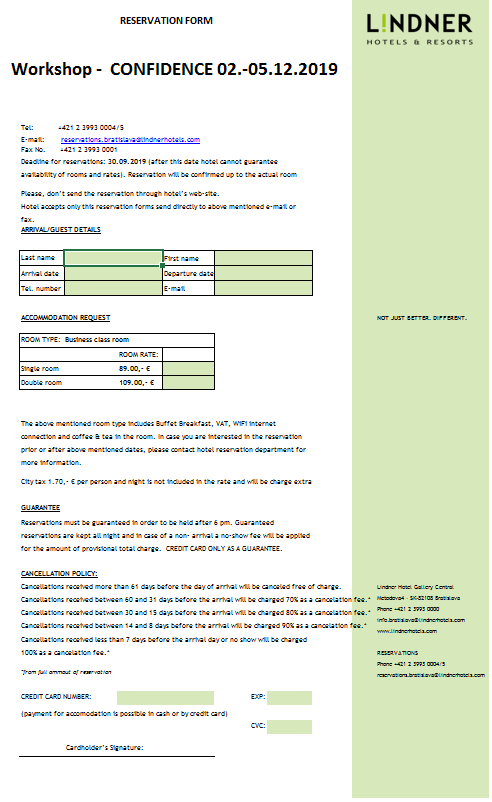 RESERVATION FORM
L!NDNER
HOTELS & RESORTS
Workshop - CONFIDENCE 02.-05.12.2019
Tel: +421 2 3993 0004/5
E-mail: reservations.bratislava@lindnerhotels.com
Fax No. +421 2 3993 0001
Deadline for reservations: 30.09.2019 (after this date hotel cannot guarantee
availability of rooms and rates). Reservation will be confirmed up to the actual room
Please, don't send the reservation through hotel's web-site.
Hotel accepts only this reservation forms send directly to above mentioned e-mail or
fax.
ARRIVAL/GUEST DETAILS
Last name First name
Arrival date Departure date
Tel. number E-mail
ACCOMMODATION REQUEST
NOT JUST BETTER. DIFFERENT.
ROOM TYPE: Business class room
ROOM RATE:
Single room 89.00,- €
Double room 109.00,- €
The above mentioned room type includes Buffet Breakfast, VAT, WiFi internet
connection and coffee & tea in the room. In case you are interested in the reservation
prior or after above mentioned dates, please contact hotel reservation department for
more information.
City tax 1.70,- € per person and night is not included in the rate and will be charge extra
GUARANTEE
Reservations must be guaranteed in order to be held after 6 pm. Guaranteed
reservations are kept all night and in case of a non- arrival a no-show fee will be applied
for the amount of provisional total charge. CREDIT CARD ONLY AS A GUARANTEE.
CANCELLATION POLICY:
Cancellations received more than 61 days before the day of arrival will be canceled free of charge.
Cancellations received between 60 and 31 days before the arrival will be charged 70% as a cancelation fee.*
Cancellations received between 30 and 15 days before the arrival will be charged 80% as a cancelation fee.*
Cancellations received between 14 and 8 days before the arrival will be charged 90% as a cancelation fee.*
Cancellations received less than 7 days before the arrival day or no show will be charged
100% as a cancelation fee.*
*from full ammout of reservation
Lindner Hotel Gallery Central
Metodova4 - SK-82108 Bratislava
Phone +421 2 3993 0000
info.bratislava@lindnerhotels.com
www.lindnerhotels.com
RESERVATIONS
Phone +421 2 3993 0004/5
reservations.bratislava@lindnerhotels.com
CREDIT CARD NUMBER: EXP:
(payment for accomodation is possible in cash or by credit card)
CVC:
Cardholder's Signature: